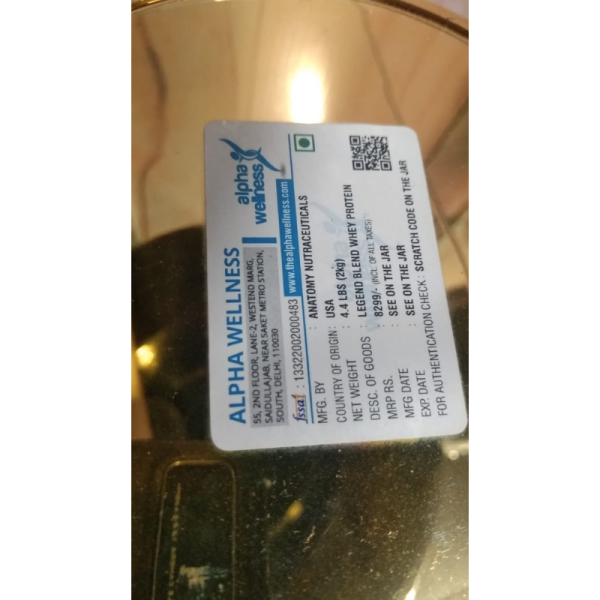 ALPHA WELLNESS
55, 2ND FLOOR, LANE-2, WESTEND MARG,
SAIDULLAJAB, NEAR SAKET METRO STATION,
SOUTH, DELHI, 110030
alpha
wellness
fssai : 13322002000483 www.thealphawellness.com
MFG. BY : ANATOMY NUTRACEUTICALS
COUNTRY OF ORIGIN : USA
NET WEIGHT : 4.4 LBS (2kg)
DESC. OF GOODS : LEGEND BLEND WHEY PROTEIN
MRP RS. : 8299/- (INCL. OF ALL TAXES)
MFG DATE : SEE ON THE JAR
EXP. DATE : SEE ON THE JAR
FOR AUTHENTICATION CHECK : SCRATCH CODE ON THE JAR